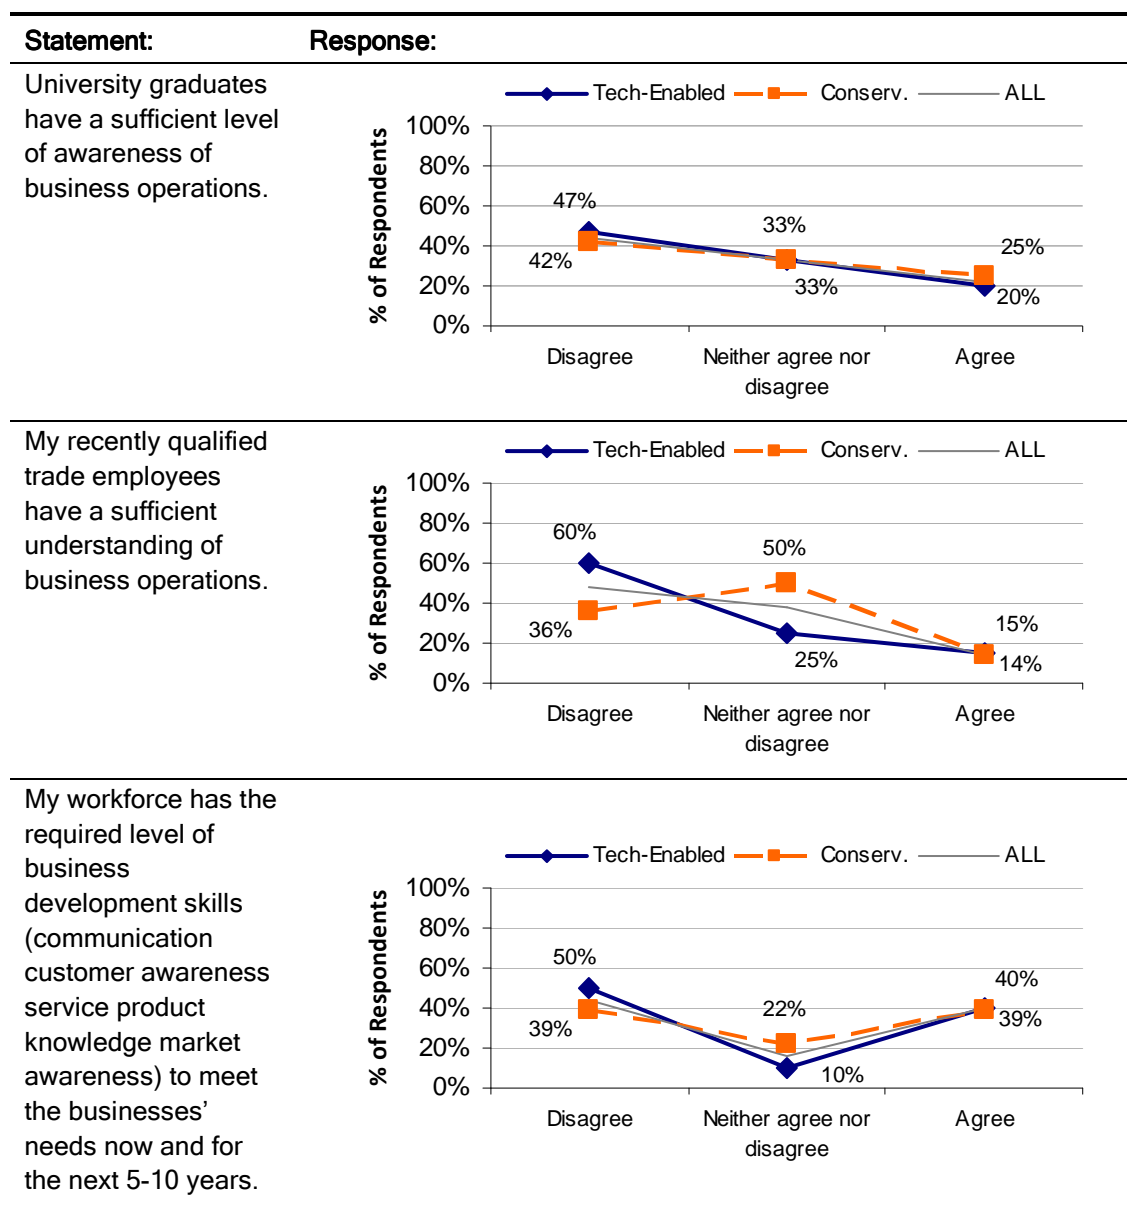 Statement: Response:
University graduates
have a sufficient level
of awareness of
business operations.
Tech-Enabled Conserv. ALL
% of Respondents
100%
80%
60%
40%
20%
0%
47%
42%
33%
33%
25%
20%
Disagree
Neither agree nor
disagree
Agree
My recently qualified
trade employees
have a sufficient
understanding of
business operations.
Tech-Enabled Conserv. ALL
% of Respondents
100%
80%
60%
40%
20%
0%
60%
36%
50%
25%
15%
14%
Disagree
Neither agree nor
disagree
Agree
My workforce has the
required level of
business
development skills
(communication
customer awareness
service product
knowledge market
awareness) to meet
the businesses’
needs now and for
the next 5-10 years.
Tech-Enabled Conserv. ALL
% of Respondents
100%
80%
60%
40%
20%
0%
50%
39%
22%
10%
40%
39%
Disagree
Neither agree nor
disagree
Agree